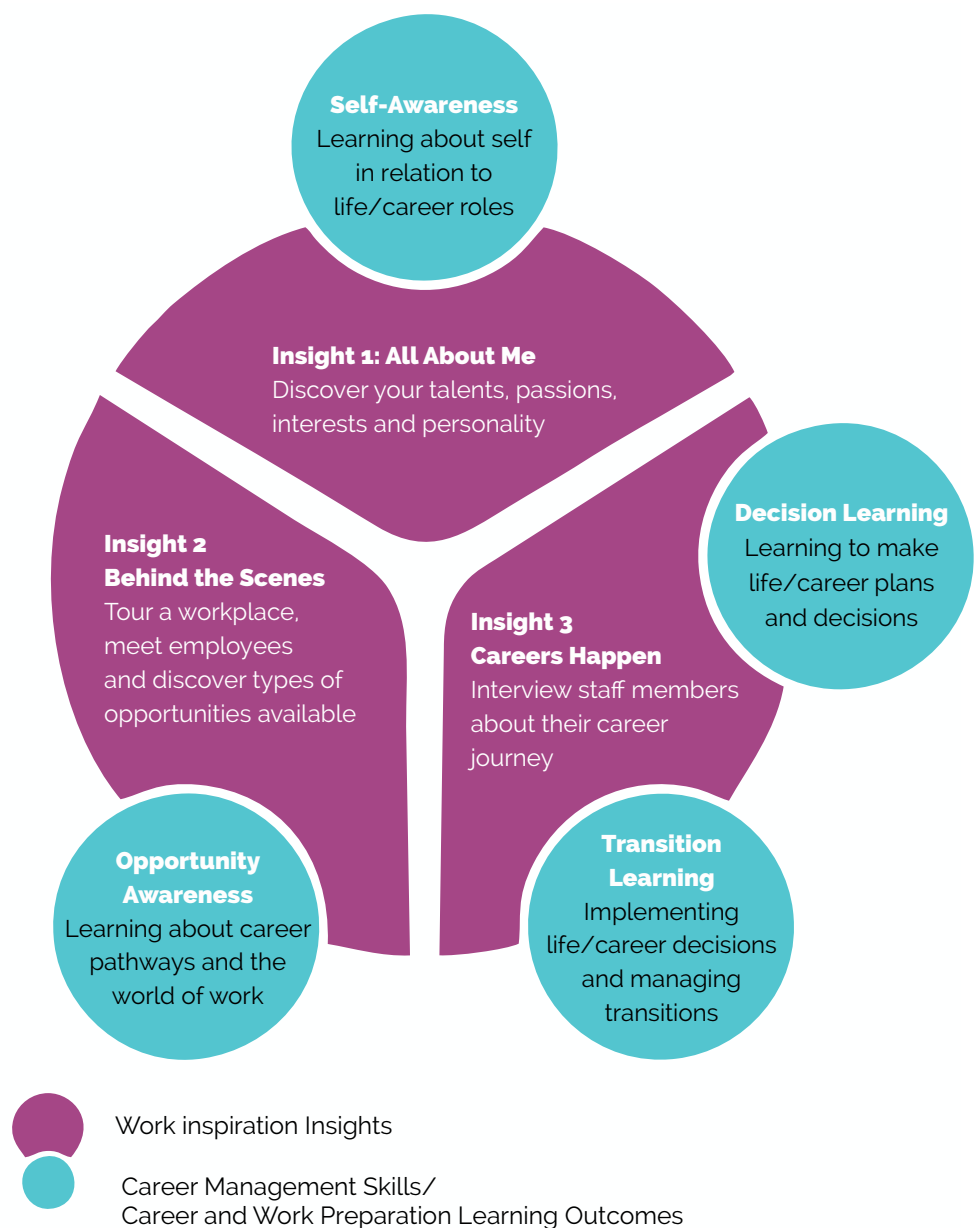 Self-Awareness
Learning about self
in relation to
life/career roles
Insight 1: All About Me
Discover your talents, passions,
interests and personality
Insight 2
Behind the Scenes
Tour a workplace,
meet employees
and discover types of
opportunities available
Insight 3
Careers Happen
Interview staff members
about their career
journey
Decision Learning
Learning to make
life/career plans
and decisions
Opportunity
Awareness
Learning about career
pathways and the
world of work
Transition
Learning
Implementing
life/career decisions
and managing
transitions
Work inspiration Insights
Career Management Skills/
Career and Work Preparation Learning Outcomes